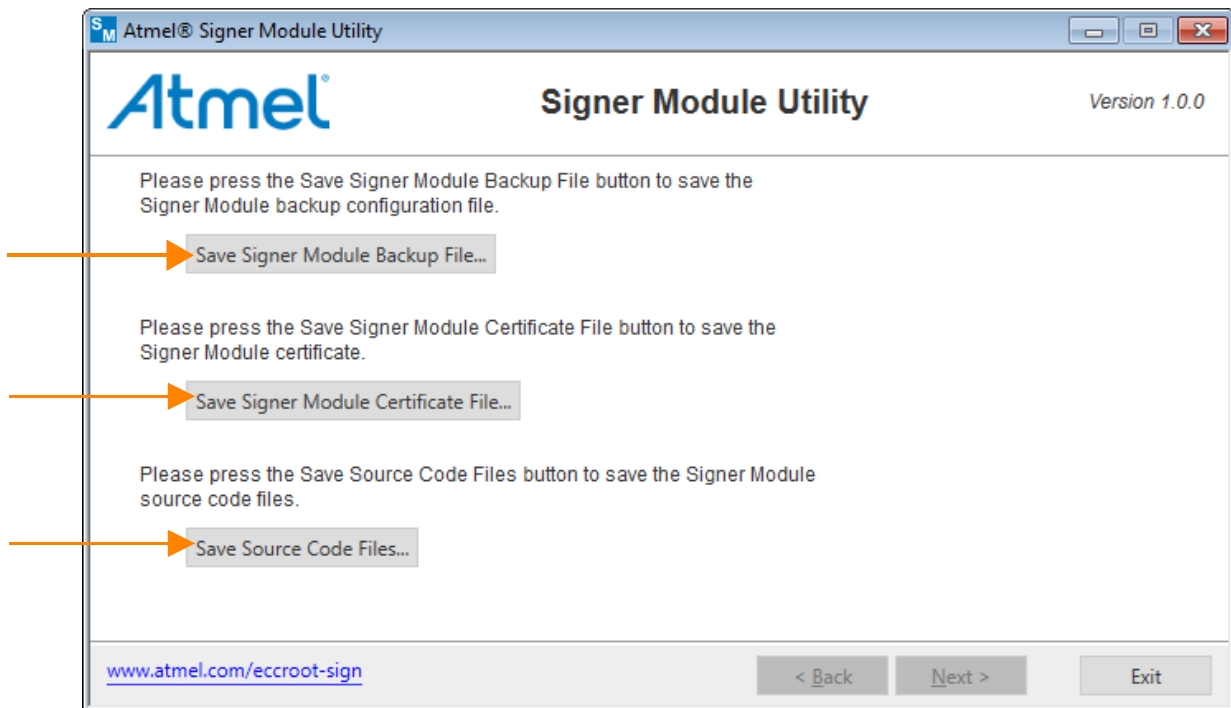 SM Atmel® Signer Module Utility
Atmel® Signer Module Utility Version 1.0.0
Please press the Save Signer Module Backup File button to save the
Signer Module backup configuration file.
Save Signer Module Backup File...
Please press the Save Signer Module Certificate File button to save the
Signer Module certificate.
Save Signer Module Certificate File...
Please press the Save Source Code Files button to save the Signer Module
source code files.
Save Source Code Files...
www.atmel.com/eccroot-sign < Back Next > Exit